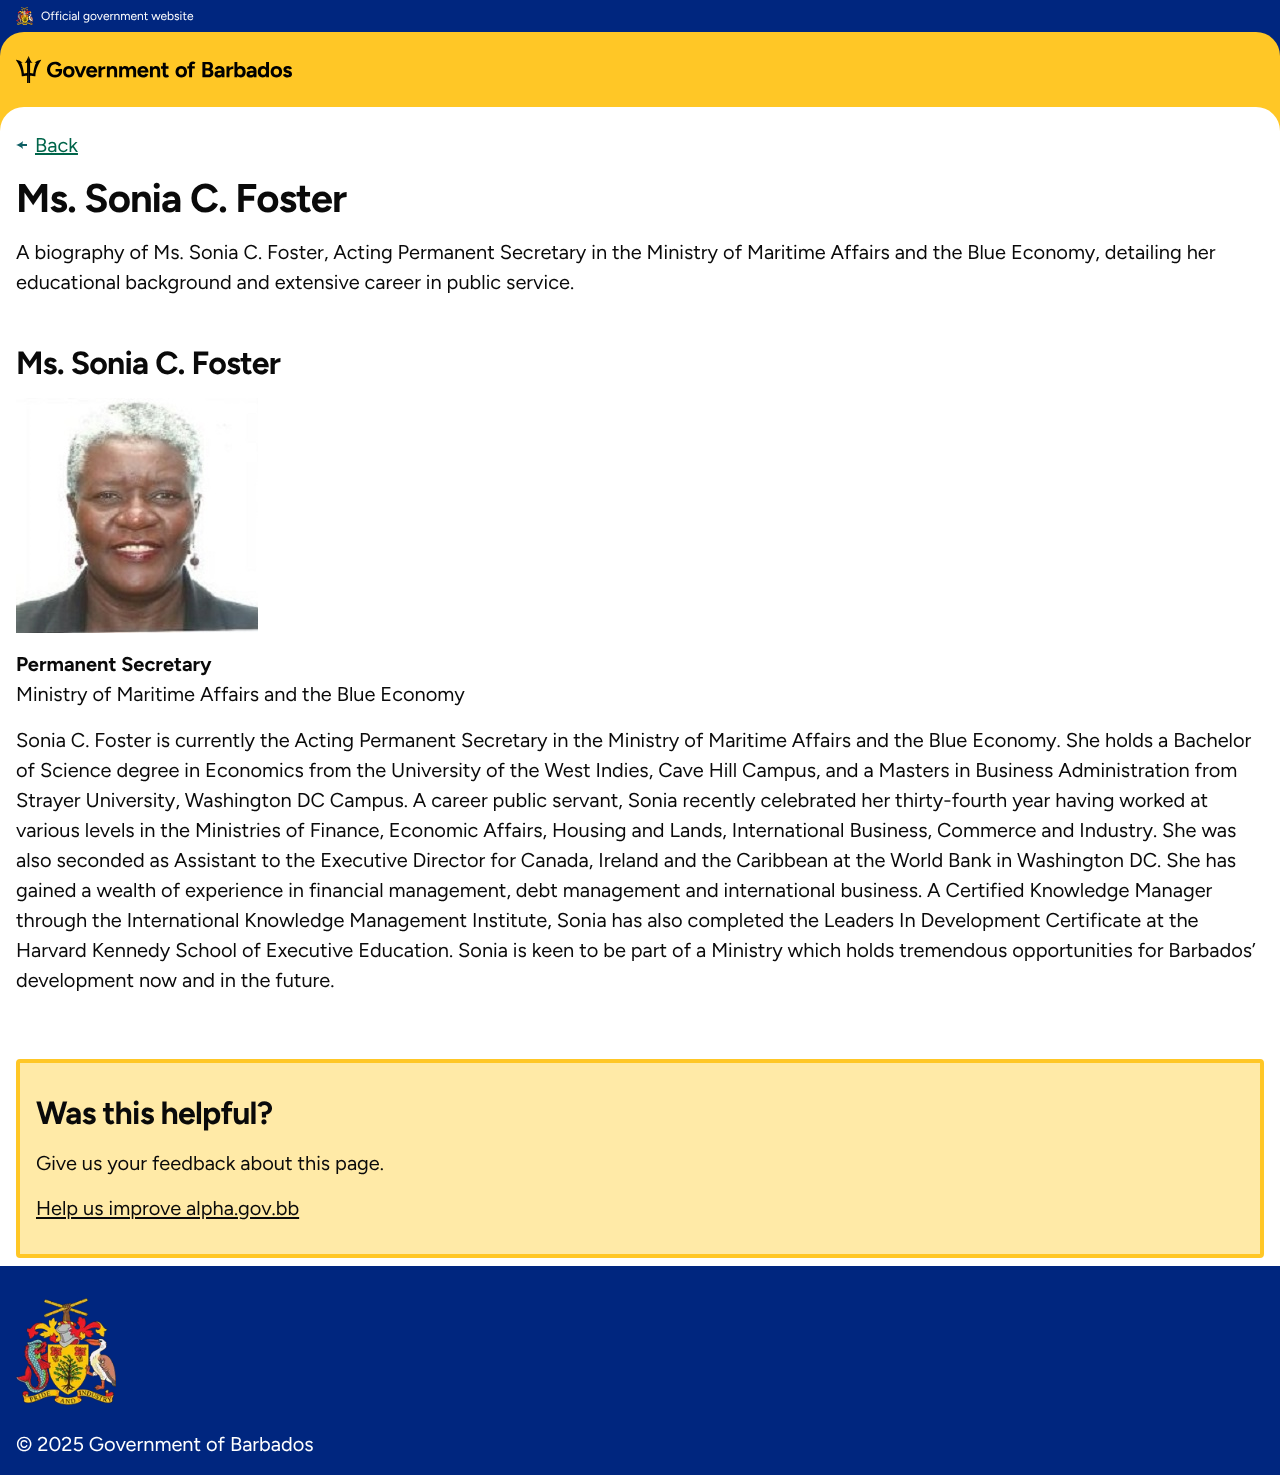 Official government website
Government of Barbados
Back
Ms. Sonia C. Foster
A biography of Ms. Sonia C. Foster, Acting Permanent Secretary in the Ministry of Maritime Affairs and the Blue Economy, detailing her
educational background and extensive career in public service.
Ms. Sonia C. Foster
Permanent Secretary
Ministry of Maritime Affairs and the Blue Economy
Sonia C. Foster is currently the Acting Permanent Secretary in the Ministry of Maritime Affairs and the Blue Economy. She holds a Bachelor
of Science degree in Economics from the University of the West Indies, Cave Hill Campus, and a Masters in Business Administration from
Strayer University, Washington DC Campus. A career public servant, Sonia recently celebrated her thirty-fourth year having worked at
various levels in the Ministries of Finance, Economic Affairs, Housing and Lands, International Business, Commerce and Industry. She was
also seconded as Assistant to the Executive Director for Canada, Ireland and the Caribbean at the World Bank in Washington DC. She has
gained a wealth of experience in financial management, debt management and international business. A Certified Knowledge Manager
through the International Knowledge Management Institute, Sonia has also completed the Leaders In Development Certificate at the
Harvard Kennedy School of Executive Education. Sonia is keen to be part of a Ministry which holds tremendous opportunities for Barbados’
development now and in the future.
Was this helpful?
Give us your feedback about this page.
Help us improve alpha.gov.bb
PRIDE AND INDUSTRY
© 2025 Government of Barbados